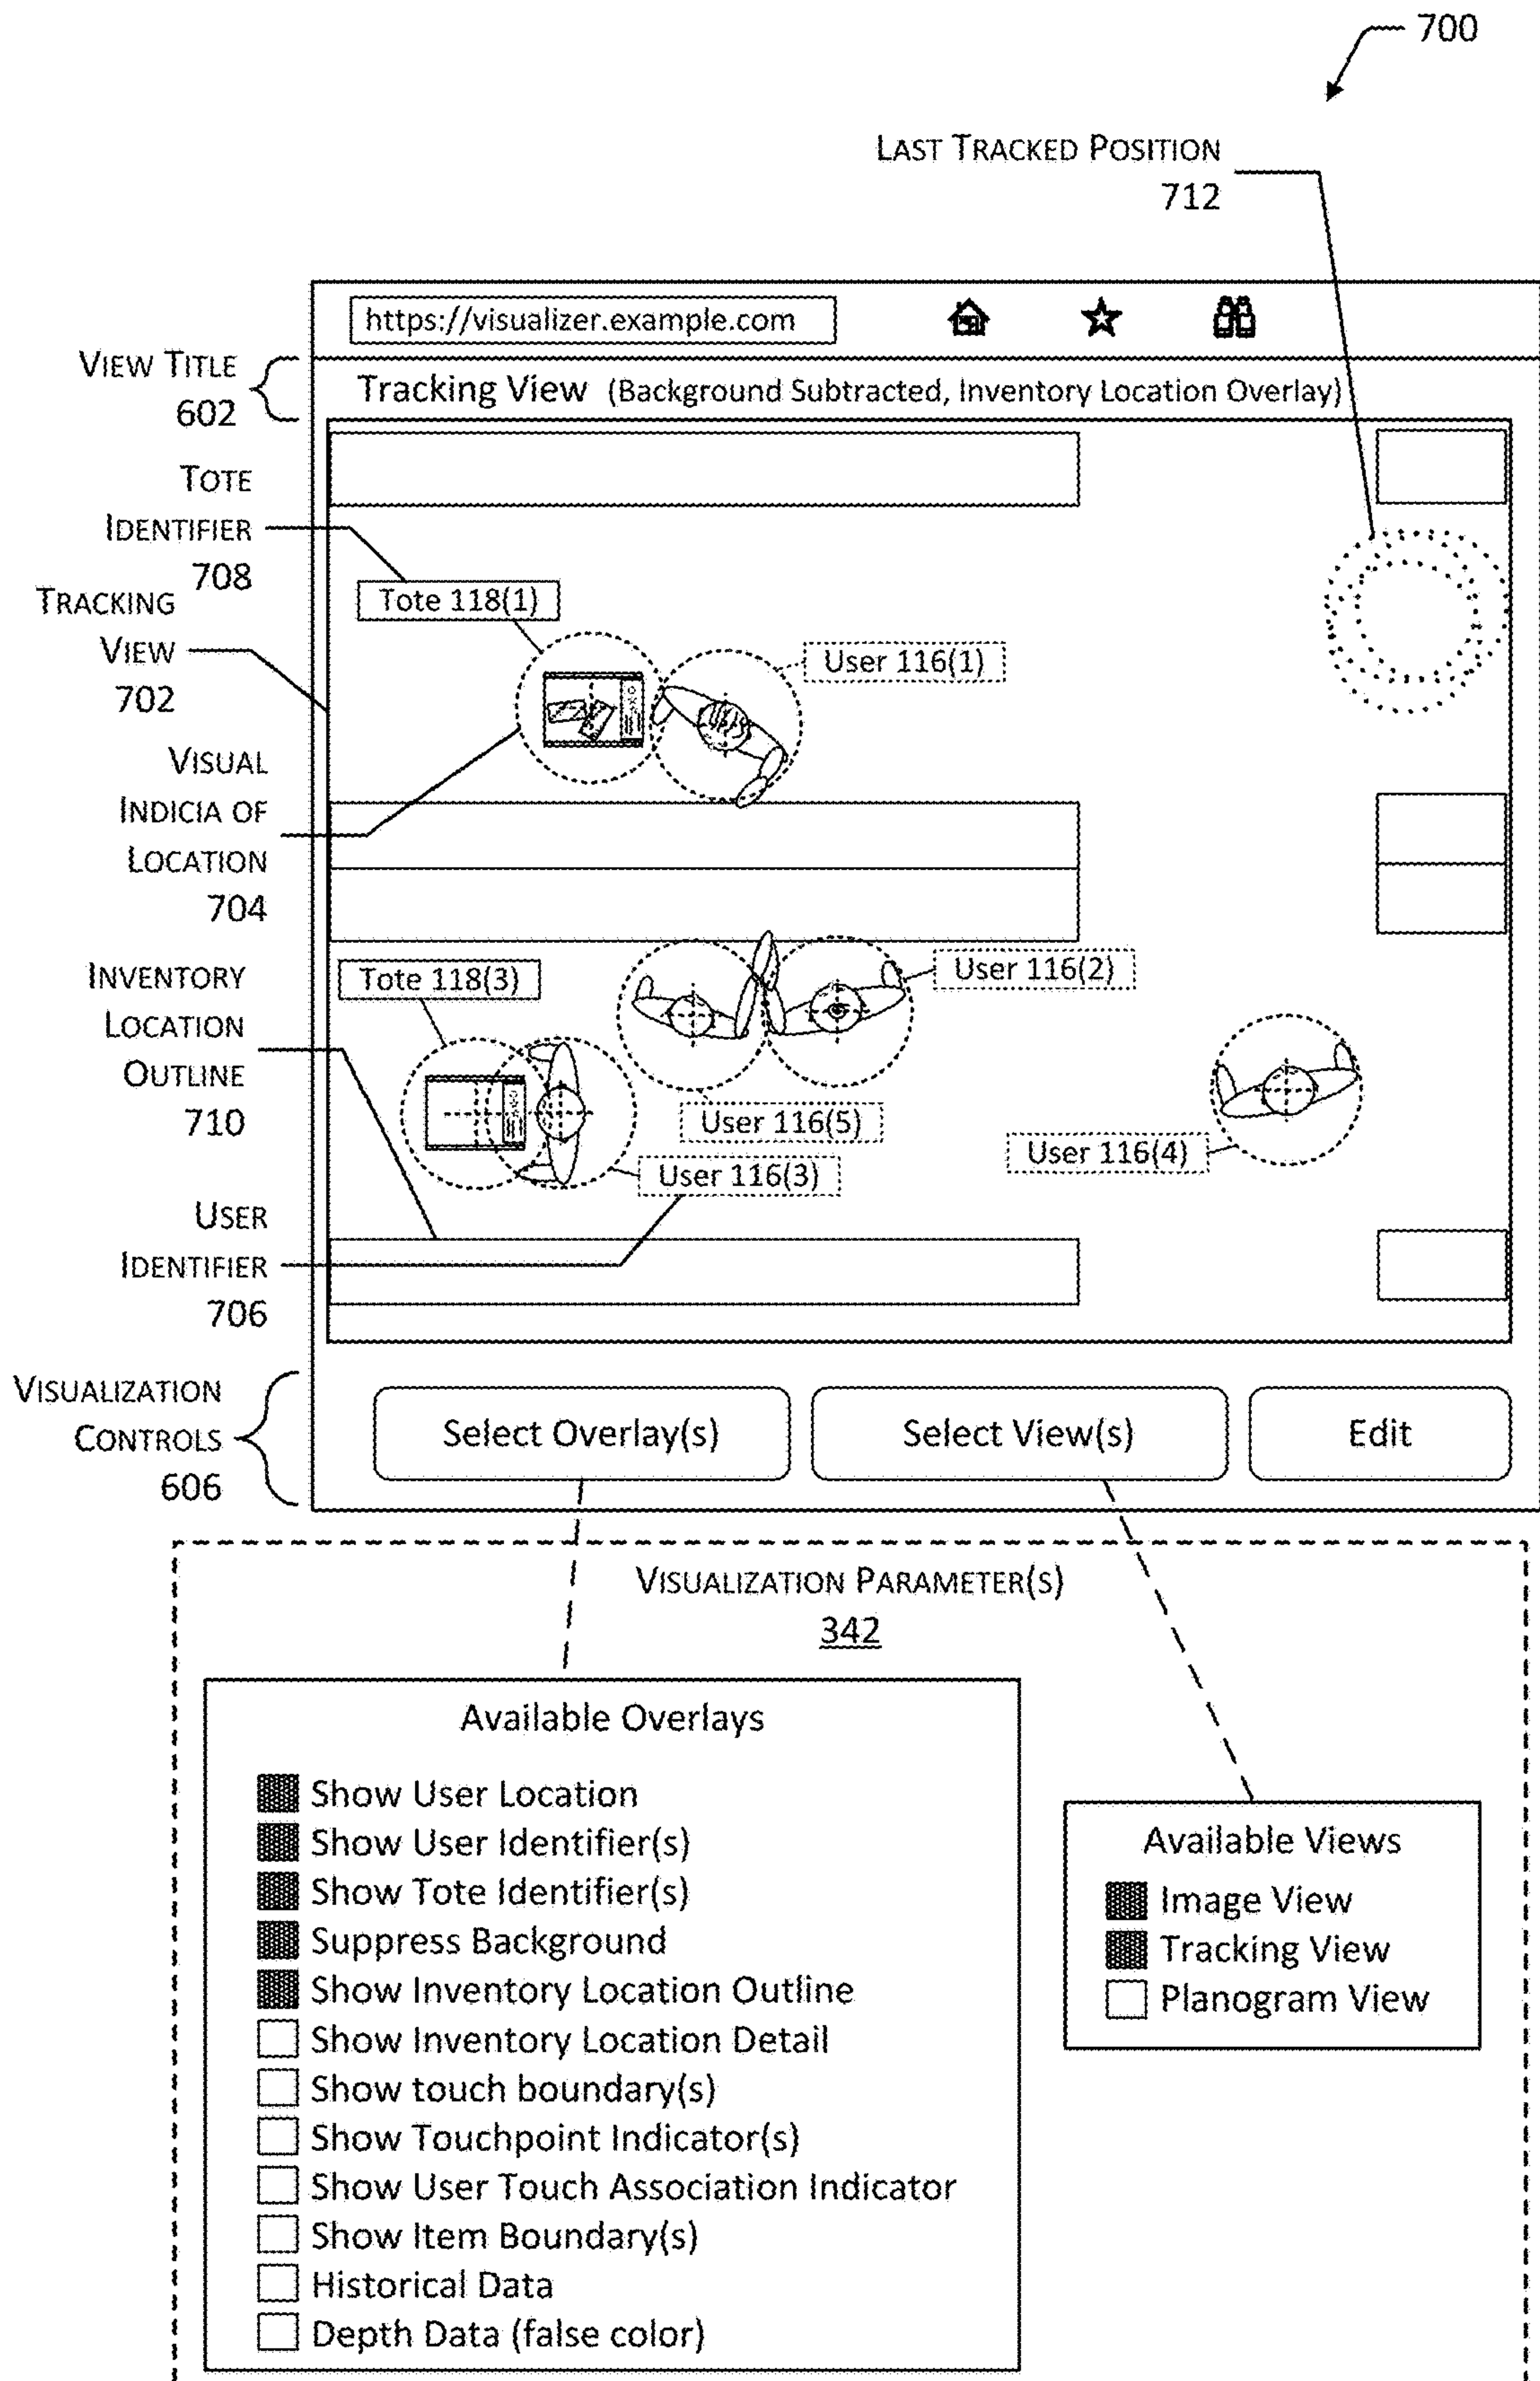 700
LAST TRACKED POSITION
712
https://visualizer.example.com
VIEW TITLE
602
Tracking View (Background Subtracted, Inventory Location Overlay)
TOTE
IDENTIFIER
708
Tote 118(1)
TRACKING
VIEW
702
User 116(1)
VISUAL
INDICIA OF
LOCATION
704
INVENTORY
LOCATION
OUTLINE
710
Tote 118(3)
User 116(2)
User 116(5)
User 116(4)
User 116(3)
USER
IDENTIFIER
706
VISUALIZATION
CONTROLS
606
Select Overlay(s)
Select View(s)
Edit
VISUALIZATION PARAMETER(S)
342
Available Overlays
Show User Location
Show User Identifier(s)
Show Tote Identifier(s)
Suppress Background
Show Inventory Location Outline
Show Inventory Location Detail
Show touch boundary(s)
Show Touchpoint Indicator(s)
Show User Touch Association Indicator
Show Item Boundary(s)
Historical Data
Depth Data (false color)
Available Views
Image View
Tracking View
Planogram View